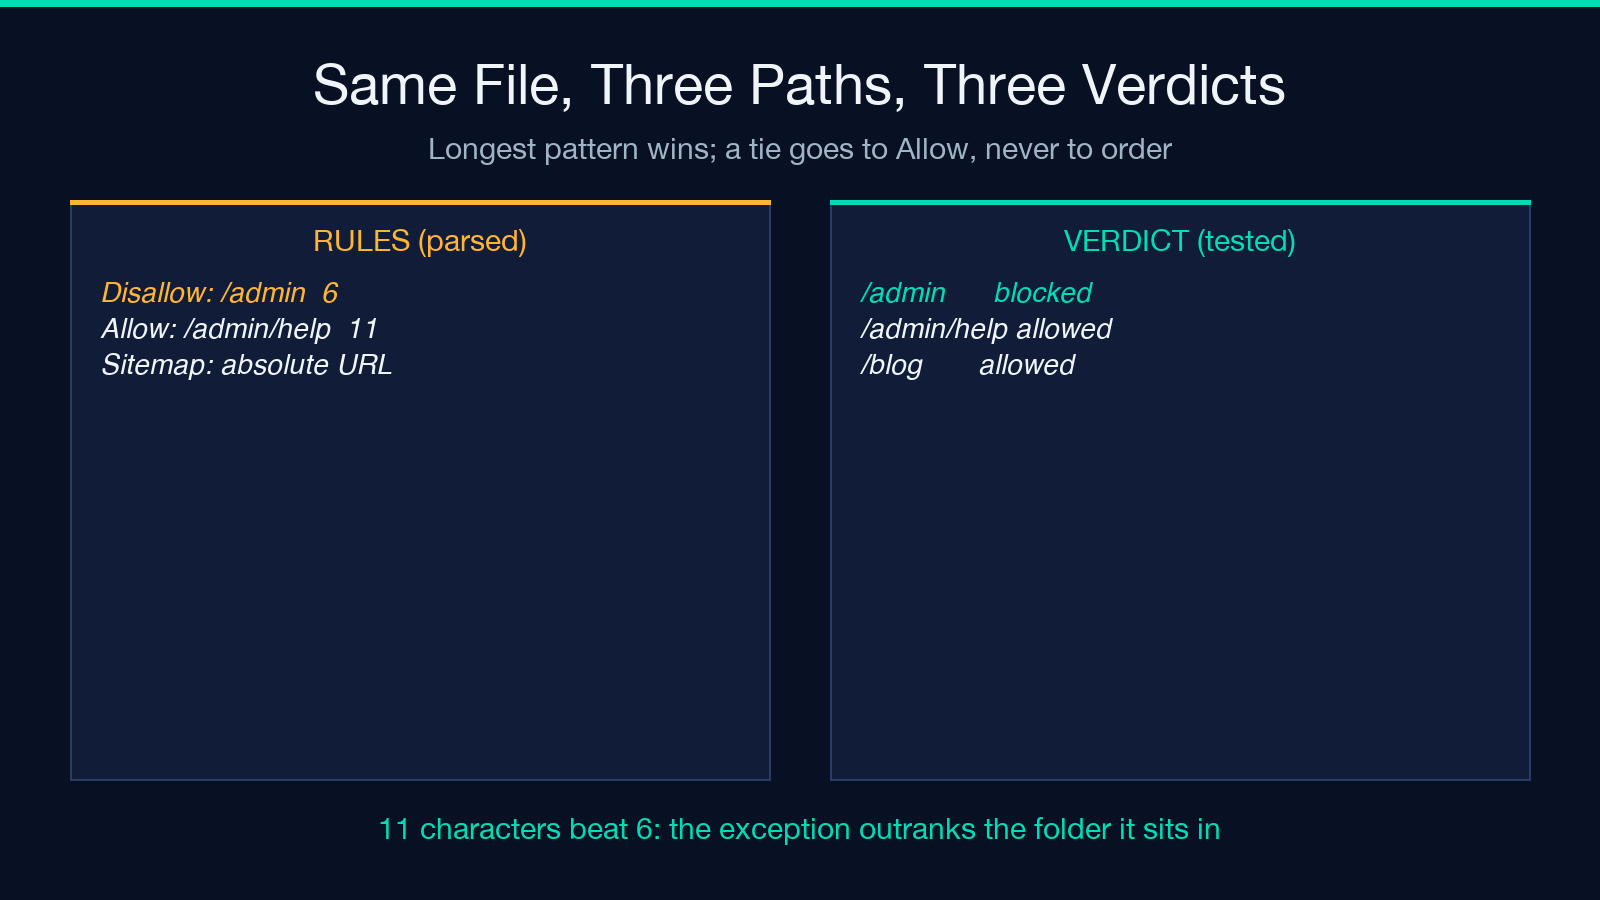 Same File, Three Paths, Three Verdicts
Longest pattern wins; a tie goes to Allow, never to order
RULES (parsed)
Disallow: /admin  6
Allow: /admin/help  11
Sitemap: absolute URL
VERDICT (tested)
/admin      blocked
/admin/help allowed
/blog       allowed
11 characters beat 6: the exception outranks the folder it sits in